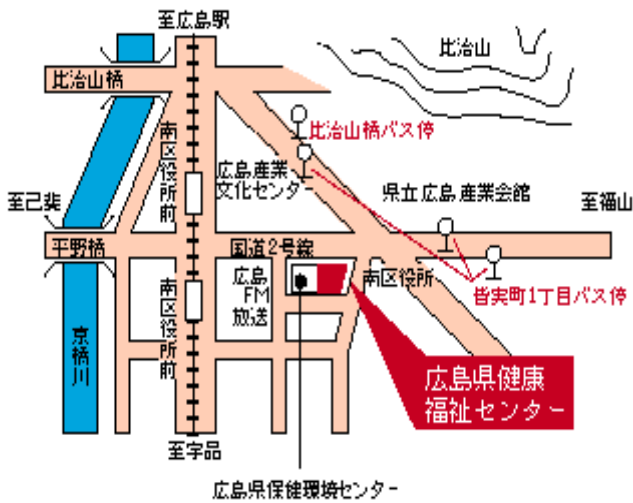 至広島駅
比治山
比治山橋
比治山橋バス停
南区役所前
広島産業
文化センター
県立広島産業会館
至己斐
至福山
平野橋
国道2号線
広島
FM
放送
南区役所
皆実町1丁目バス停
南区役所前
京橋川
広島県健康
福祉センター
至宇品
広島県保健環境センター